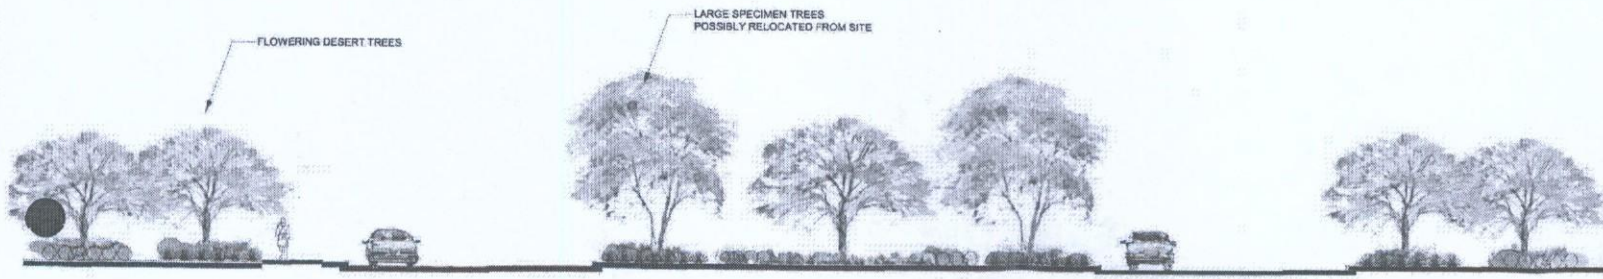 LARGE SPECIMEN TREES
POSSIBLY RELOCATED FROM SITE
FLOWERING DESERT TREES